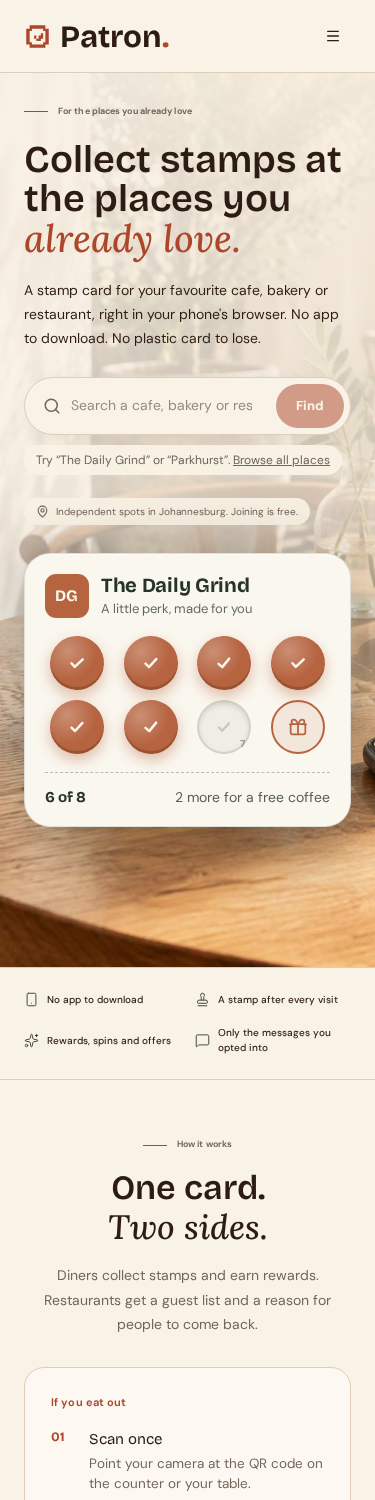 Patron.
For the places you already love
Collect stamps at
the places you
already love.
A stamp card for your favourite cafe, bakery or
restaurant, right in your phone's browser. No app
to download. No plastic card to lose.
Search a cafe, bakery or res
Find
Try “The Daily Grind” or “Parkhurst”. Browse all places
Independent spots in Johannesburg. Joining is free.
DG
The Daily Grind
A little perk, made for you
7
6 of 8
2 more for a free coffee
No app to download
A stamp after every visit
Rewards, spins and offers
Only the messages you
opted into
How it works
One card.
Two sides.
Diners collect stamps and earn rewards.
Restaurants get a guest list and a reason for
people to come back.
If you eat out
01
Scan once
Point your camera at the QR code on
the counter or your table.